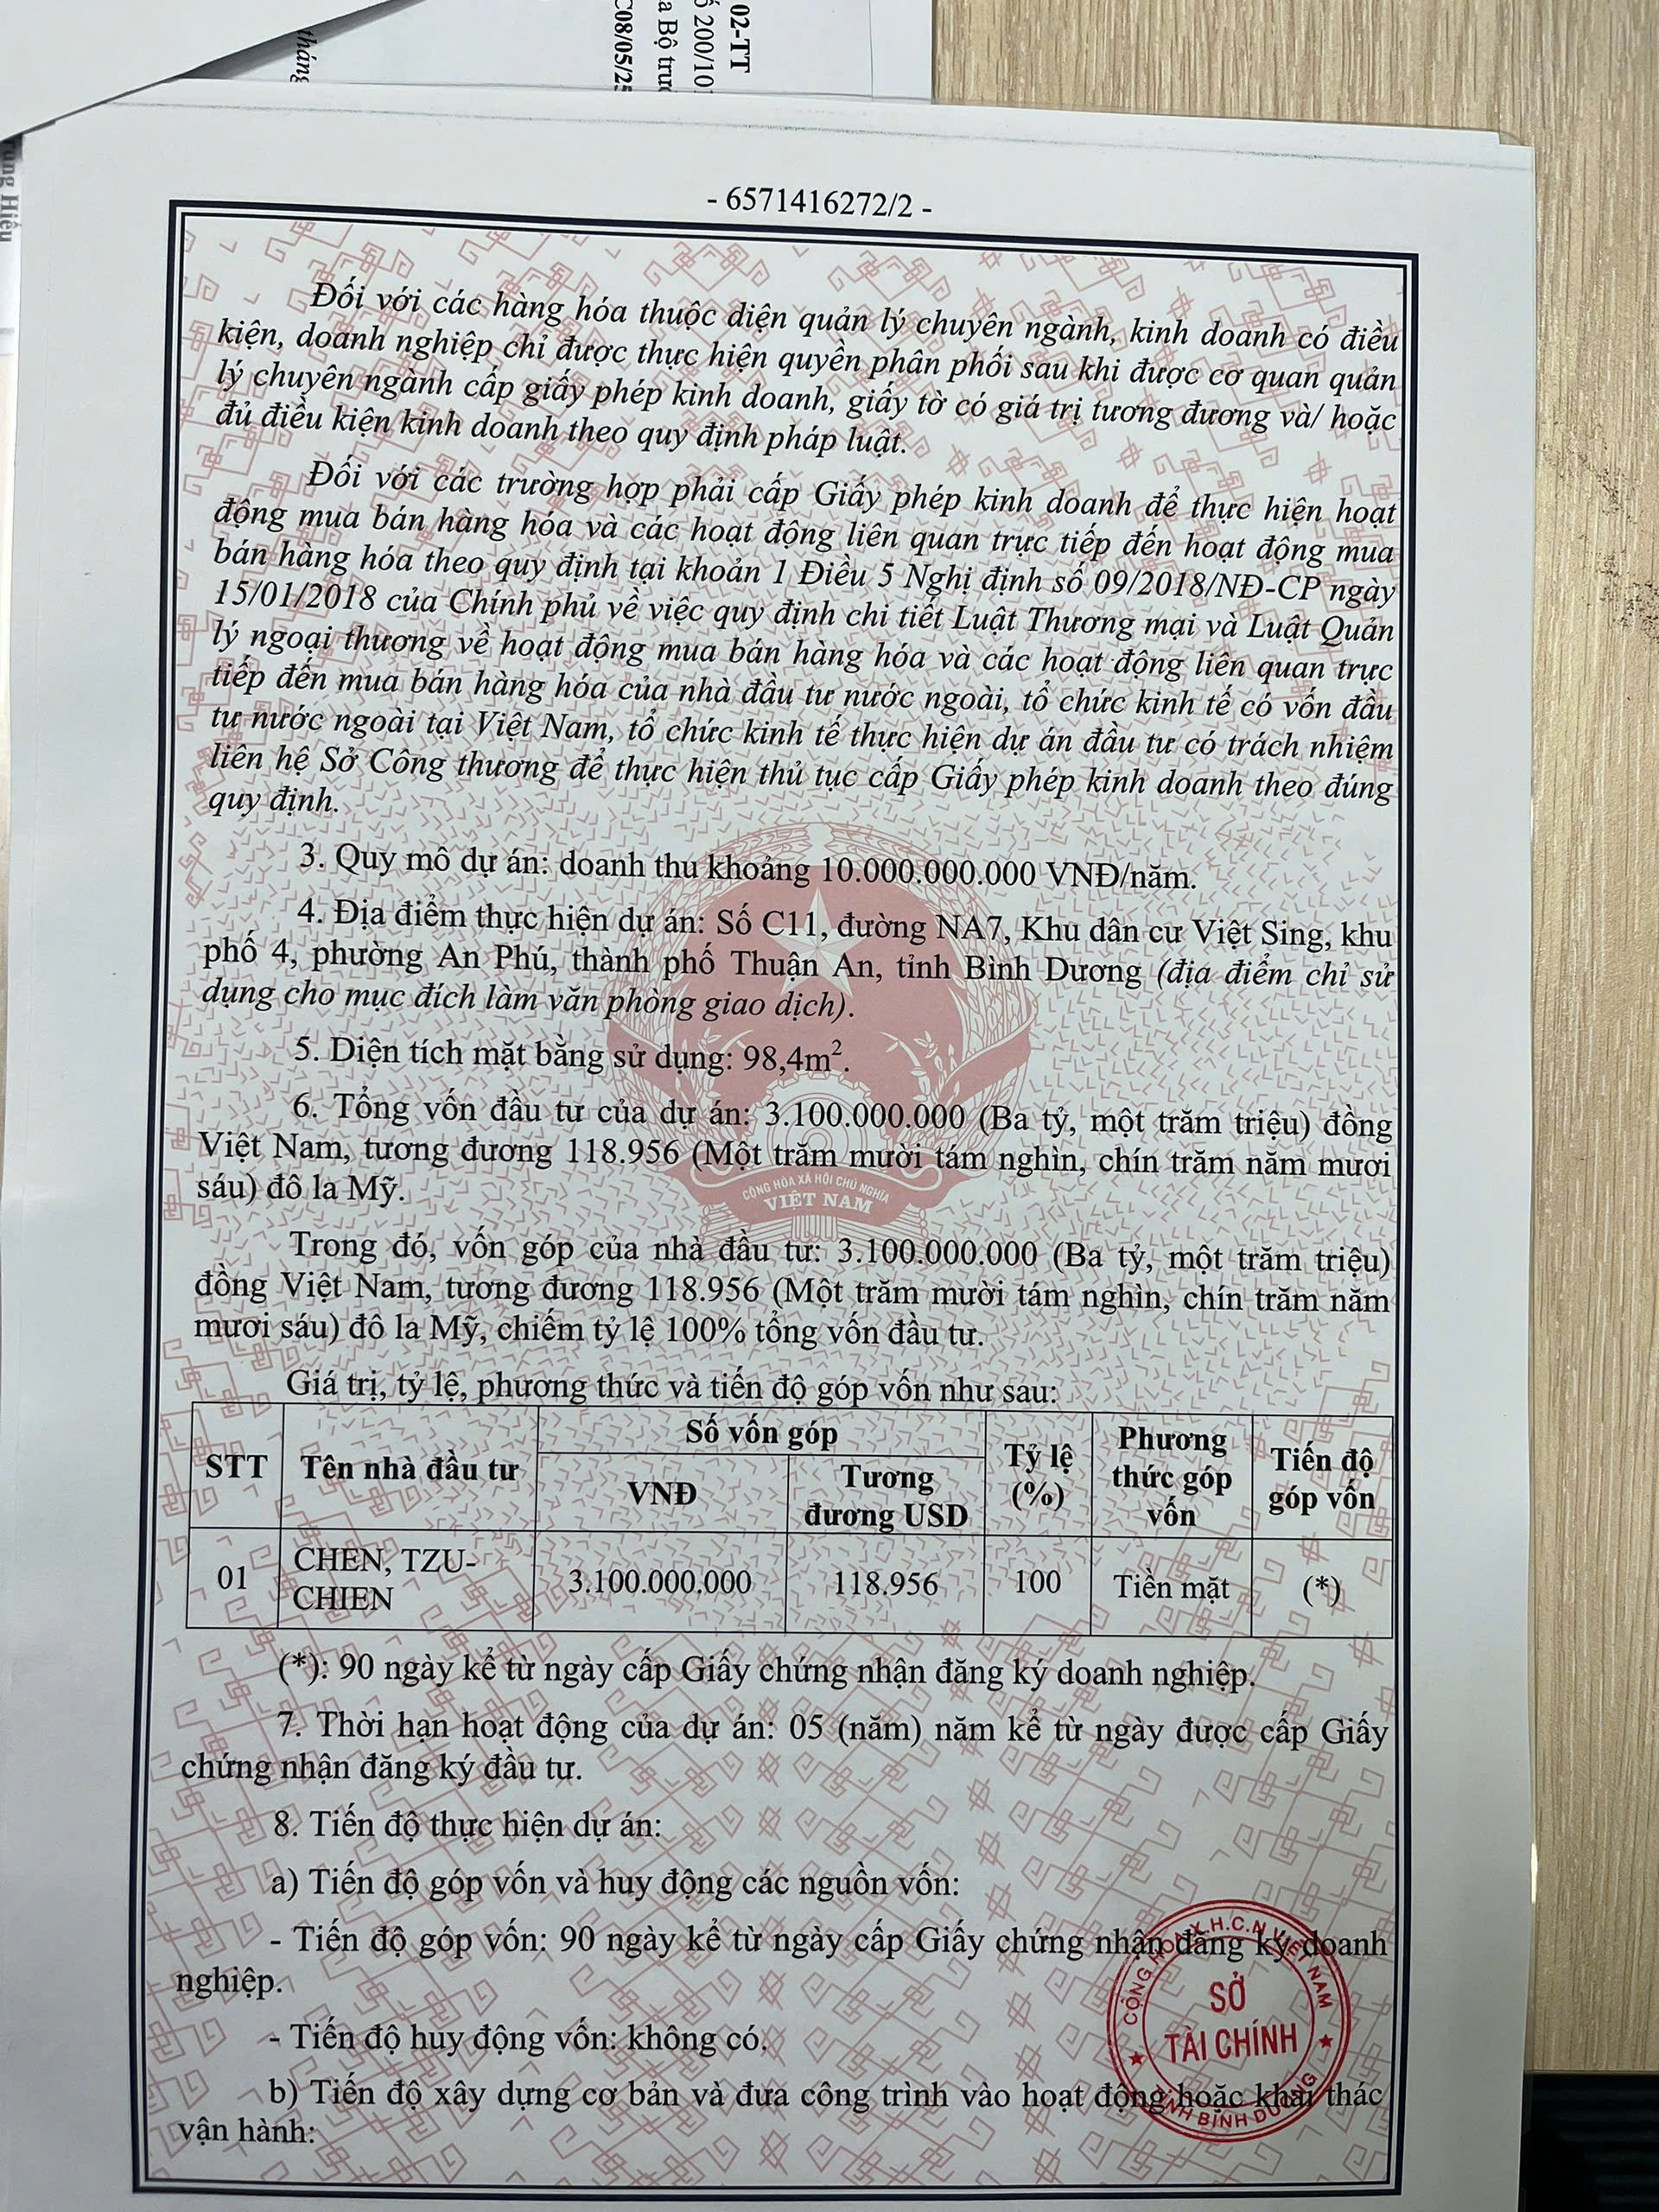 02-TT
ố 200/10
a Bộ trư
C08/05/25
tháng
Hiếu
- 6571416272/2 -
Đối với các hàng hóa thuộc diện quản lý chuyên ngành, kinh doanh có điều
kiện, doanh nghiệp chỉ được thực hiện quyền phân phối sau khi được cơ quan quản
lý chuyên ngành cấp giấy phép kinh doanh, giấy tờ có giá trị tương đương và/ hoặc
đủ điều kiện kinh doanh theo quy định pháp luật.
Đối với các trường hợp phải cấp Giấy phép kinh doanh để thực hiện hoạt
động mua bán hàng hóa và các hoạt động liên quan trực tiếp đến hoạt động mua
bán hàng hóa theo quy định tại khoản 1 Điều 5 Nghị định số 09/2018/NĐ-CP ngày
15/01/2018 của Chính phủ về việc quy định chi tiết Luật Thương mại và Luật Quản
lý ngoại thương về hoạt động mua bán hàng hóa và các hoạt động liên quan trực
tiếp đến mua bán hàng hóa của nhà đầu tư nước ngoài, tổ chức kinh tế có vốn đầu
tư nước ngoài tại Việt Nam, tổ chức kinh tế thực hiện dự án đầu tư có trách nhiệm
liên hệ Sở Công thương để thực hiện thủ tục cấp Giấy phép kinh doanh theo đúng
quy định.
3. Quy mô dự án: doanh thu khoảng 10.000.000.000 VNĐ/năm.
4. Địa điểm thực hiện dự án: Số C11, đường NA7, Khu dân cư Việt Sing, khu
phố 4, phường An Phú, thành phố Thuận An, tỉnh Bình Dương (địa điểm chỉ sử
dụng cho mục đích làm văn phòng giao dịch).
5. Diện tích mặt bằng sử dụng: 98,4m².
6. Tổng vốn đầu tư của dự án: 3.100.000.000 (Ba tỷ, một trăm triệu) đồng
Việt Nam, tương đương 118.956 (Một trăm mười tám nghìn, chín trăm năm mươi
sáu) đô la Mỹ.
CỘNG HÒA XÃ HỘI CHỦ NGHĨA
VIỆT NAM
Trong đó, vốn góp của nhà đầu tư: 3.100.000.000 (Ba tỷ, một trăm triệu)
đồng Việt Nam, tương đương 118.956 (Một trăm mười tám nghìn, chín trăm năm
mươi sáu) đô la Mỹ, chiếm tỷ lệ 100% tổng vốn đầu tư.
Giá trị, tỷ lệ, phương thức và tiến độ góp vốn như sau:
STT Tên nhà đầu tư Số vốn góp Tỷ lệ (%) Phương thức góp vốn Tiến độ góp vốn
VNĐ Tương đương USD
01 CHEN, TZU-CHIEN 3.100.000.000 118.956 100 Tiền mặt (*)
(*): 90 ngày kể từ ngày cấp Giấy chứng nhận đăng ký doanh nghiệp.
7. Thời hạn hoạt động của dự án: 05 (năm) năm kể từ ngày được cấp Giấy
chứng nhận đăng ký đầu tư.
8. Tiến độ thực hiện dự án:
a) Tiến độ góp vốn và huy động các nguồn vốn:
- Tiến độ góp vốn: 90 ngày kể từ ngày cấp Giấy chứng nhận đăng ký doanh
nghiệp.
- Tiến độ huy động vốn: không có.
b) Tiến độ xây dựng cơ bản và đưa công trình vào hoạt động hoặc khai thác
vận hành:
CỘNG HÒA X.H.C.N VIỆT NAM
SỞ
TÀI CHÍNH
TỈNH BÌNH DƯƠNG